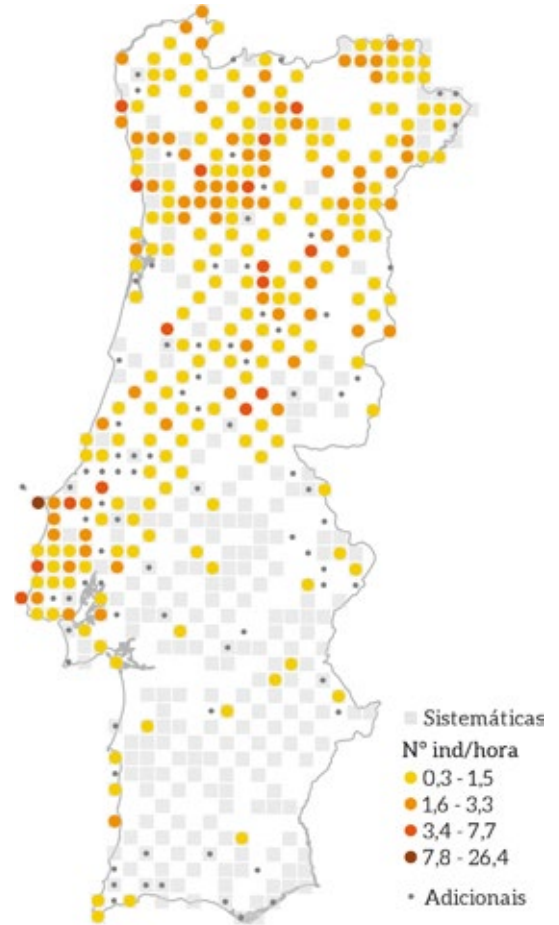 Sistemáticas
Nº ind/hora
0,3 - 1,5
1,6 - 3,3
3,4 - 7,7
7,8 - 26,4
Adicionais